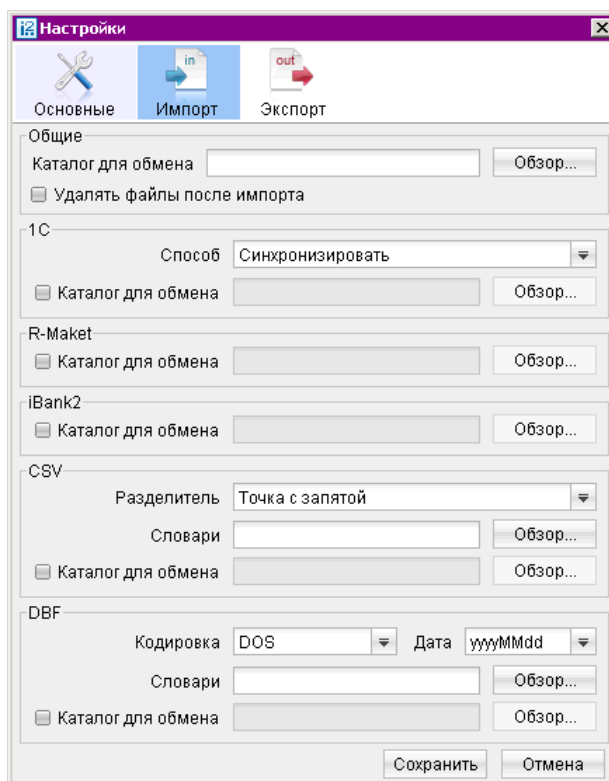 i2 Настройки
in
out
Основные Импорт Экспорт
Общие
Каталог для обмена Обзор...
Удалять файлы после импорта
1С
Способ Синхронизировать
Каталог для обмена Обзор...
R-Maket
Каталог для обмена Обзор...
iBank2
Каталог для обмена Обзор...
CSV
Разделитель Точка с запятой
Словари Обзор...
Каталог для обмена Обзор...
DBF
Кодировка DOS Дата yyyyMMdd
Словари Обзор...
Каталог для обмена Обзор...
Сохранить Отмена